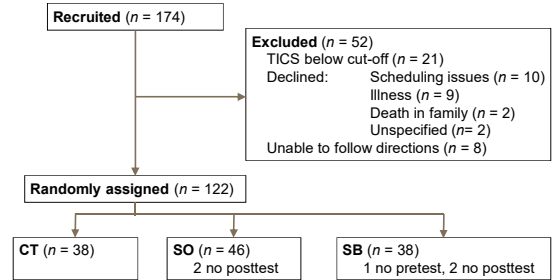 Recruited (n = 174)
Excluded (n = 52)
TICS below cut-off (n = 21)
Declined: Scheduling issues (n = 10)
Illness (n = 9)
Death in family (n = 2)
Unspecified (n= 2)
Unable to follow directions (n = 8)
Randomly assigned (n = 122)
CT (n = 38)
SO (n = 46)
2 no posttest
SB (n = 38)
1 no pretest, 2 no posttest